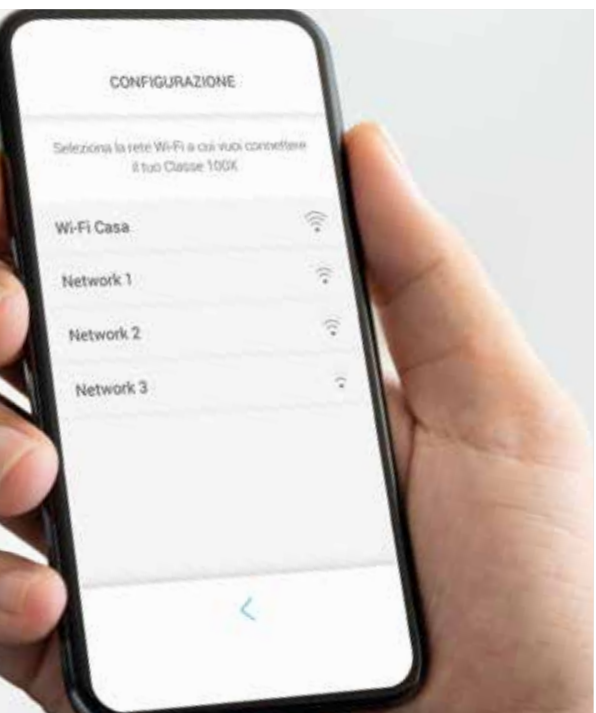 CONFIGURAZIONE
Seleziona la rete Wi-Fi a cui vuoi connettere
il tuo Classe 100X
Wi-Fi Casa
Network 1
Network 2
Network 3